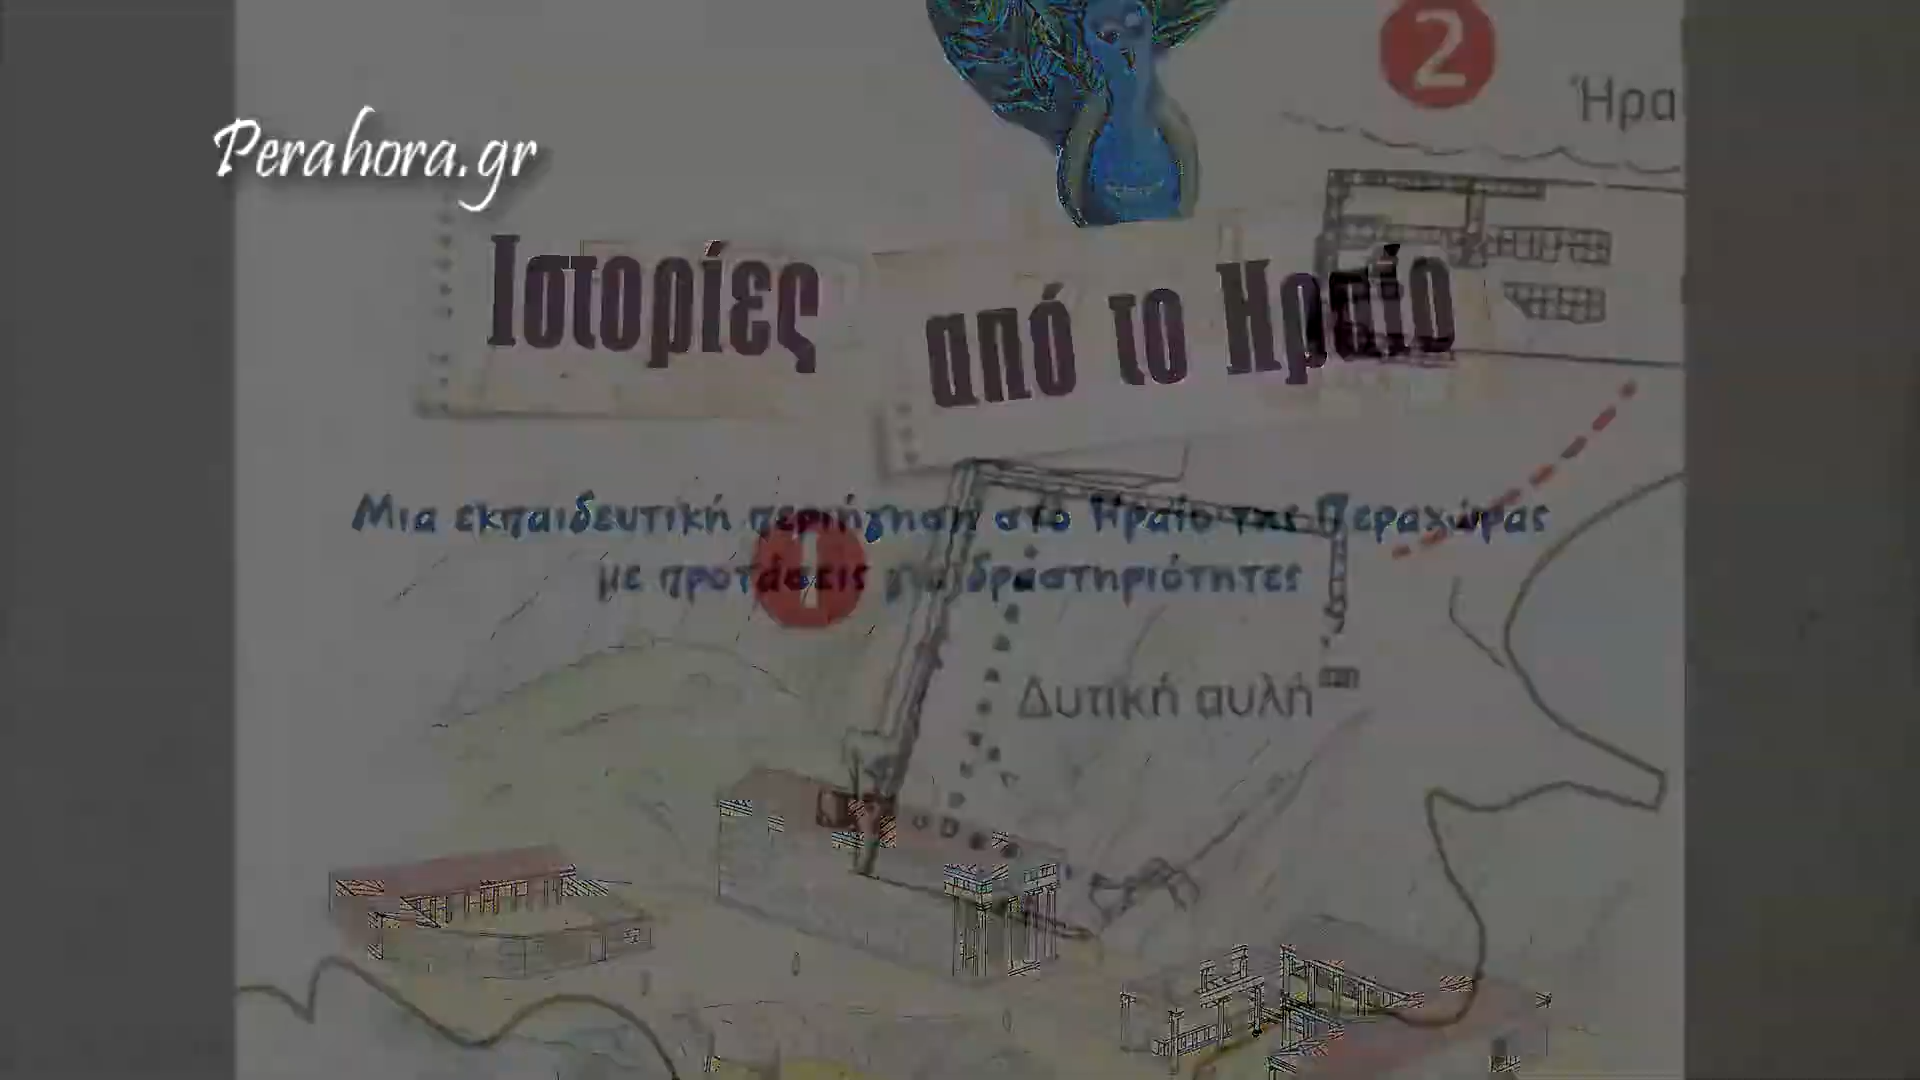 2
Ήρα
Perahora.gr
Ιστορίες από το Ηραίο
Μια εκπαιδευτική περιήγηση στο Ηραίο της Περαχώρας
με προτάσεις για δραστηριότητες
1
Δυτική αυλή